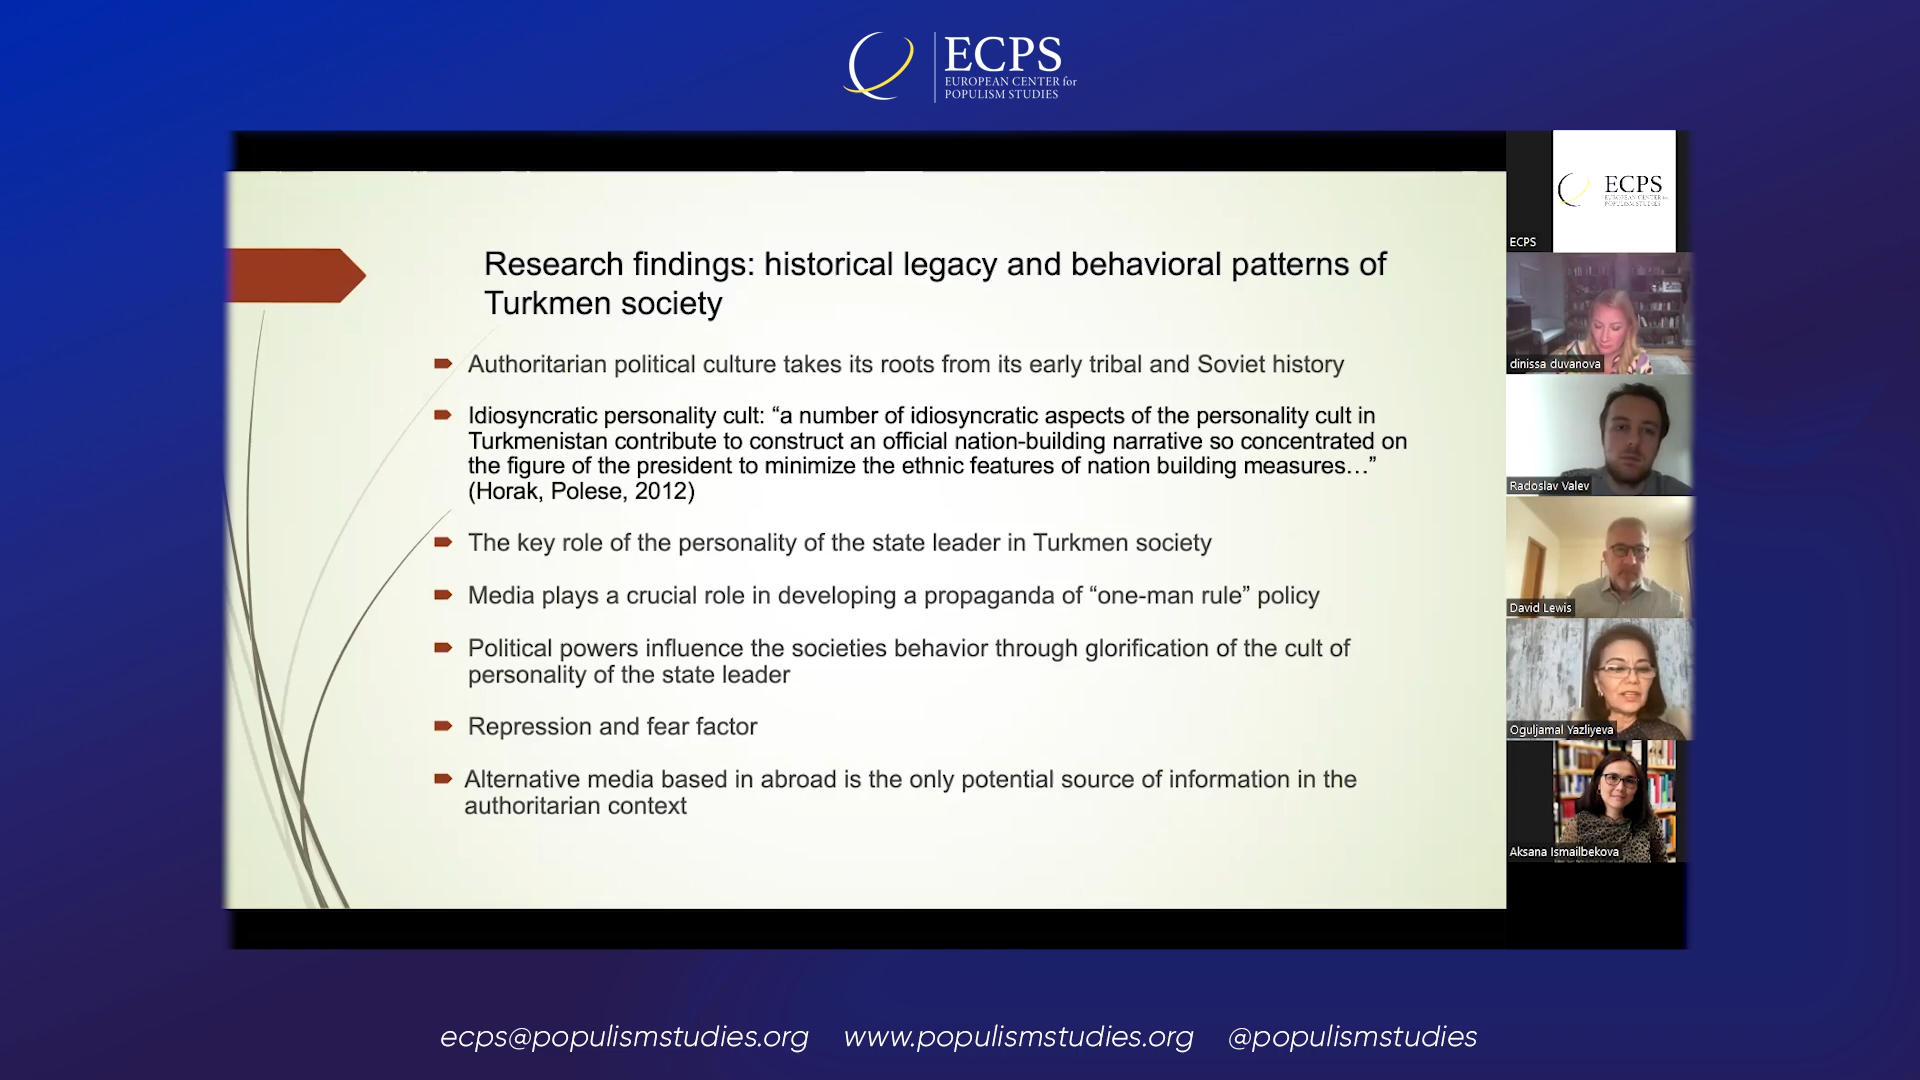 ECPS
EUROPEAN CENTER for
POPULISM STUDIES
Research findings: historical legacy and behavioral patterns of
Turkmen society
Authoritarian political culture takes its roots from its early tribal and Soviet history
Idiosyncratic personality cult: “a number of idiosyncratic aspects of the personality cult in
Turkmenistan contribute to construct an official nation-building narrative so concentrated on
the figure of the president to minimize the ethnic features of nation building measures…”
(Horak, Polese, 2012)
The key role of the personality of the state leader in Turkmen society
Media plays a crucial role in developing a propaganda of “one-man rule” policy
Political powers influence the societies behavior through glorification of the cult of
personality of the state leader
Repression and fear factor
Alternative media based in abroad is the only potential source of information in the
authoritarian context
ECPS
EUROPEAN CENTER for
POPULISM STUDIES
ECPS
dinissa duvanova
Radoslav Valev
David Lewis
Oguljamal Yazliyeva
Aksana Ismailbekova
ecps@populismstudies.org www.populismstudies.org @populismstudies